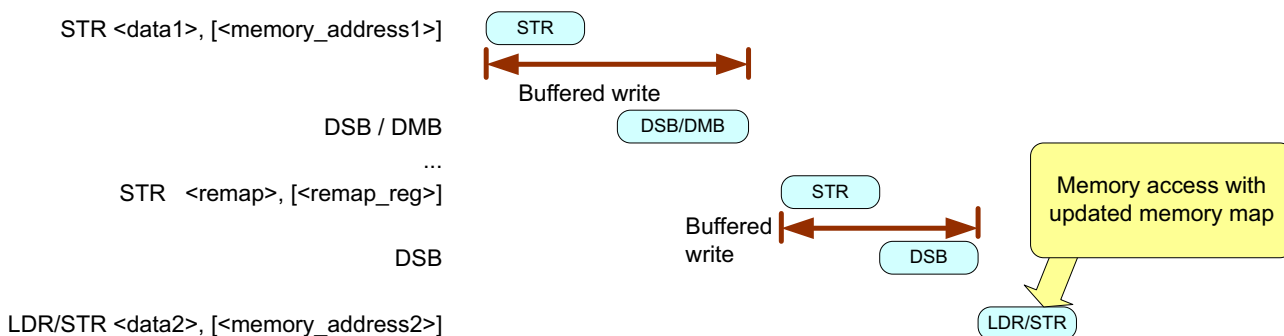 STR <data1>, [<memory_address1>]
STR
Buffered write
DSB / DMB
DSB/DMB
...
STR <remap>, [<remap_reg>]
STR
Memory access with
updated memory map
Buffered
write
DSB
DSB
LDR/STR <data2>, [<memory_address2>]
LDR/STR